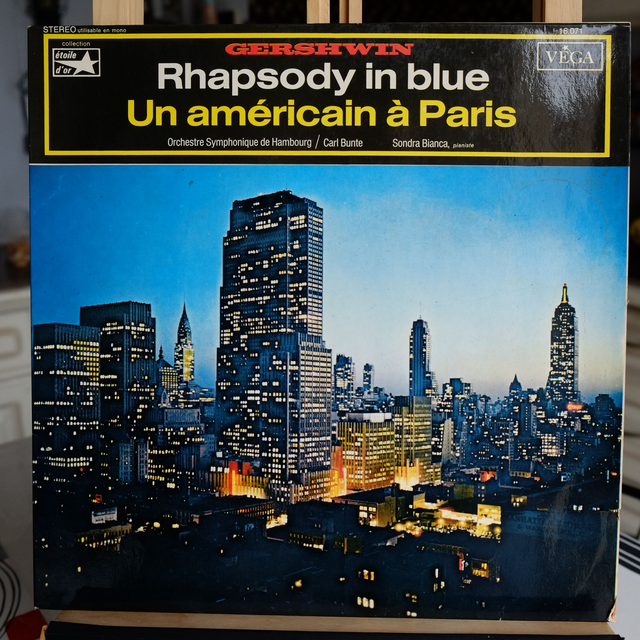 STEREO utilisable en mono
16.071
collection
étoile
d'or
GERSHWIN
VÉGA
Rhapsody in blue
Un américain à Paris
Orchestre Symphonique de Hambourg / Carl Bunte Sondra Bianca, pianiste